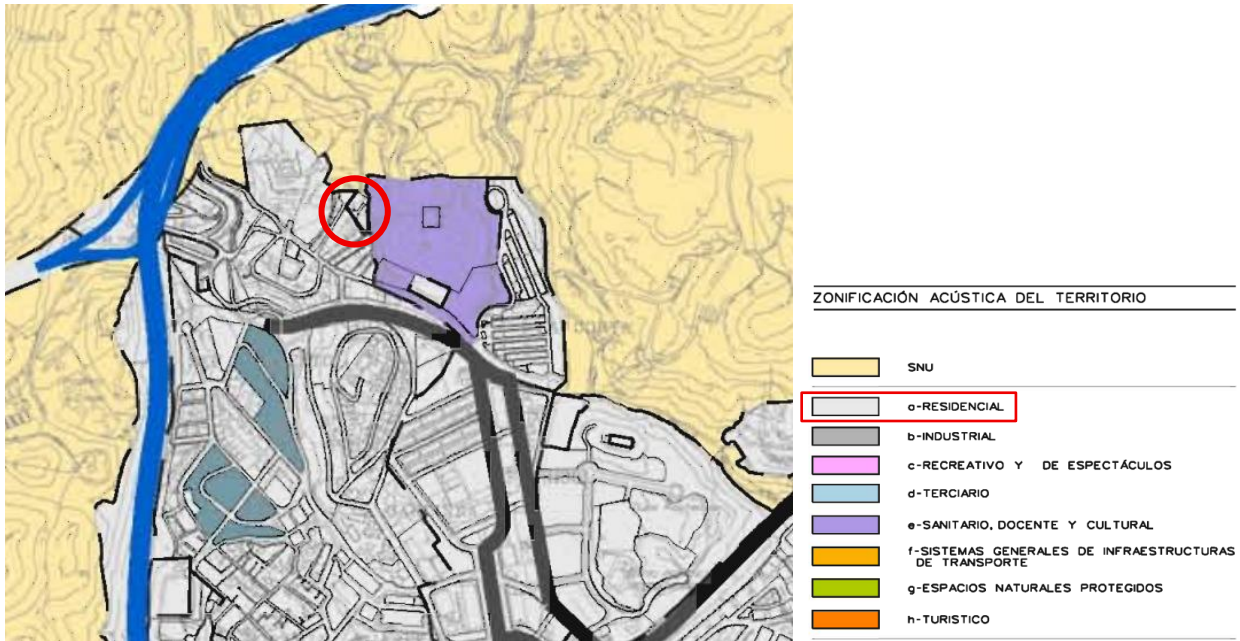 ZONIFICACIÓN ACÚSTICA DEL TERRITORIO
SNU
a-RESIDENCIAL
b-INDUSTRIAL
c-RECREATIVO Y DE ESPECTÁCULOS
d-TERCIARIO
e-SANITARIO, DOCENTE Y CULTURAL
f-SISTEMAS GENERALES DE INFRAESTRUCTURAS
DE TRANSPORTE
g-ESPACIOS NATURALES PROTEGIDOS
h-TURISTICO